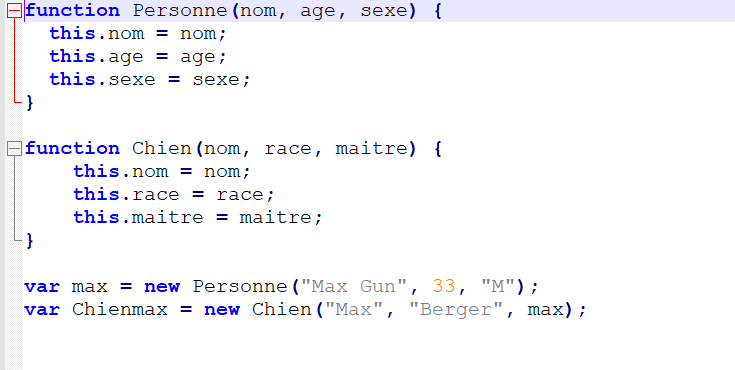 function Personne(nom, age, sexe) {
this.nom = nom;
this.age = age;
this.sexe = sexe;
}
function Chien(nom, race, maitre) {
this.nom = nom;
this.race = race;
this.maitre = maitre;
}
var max = new Personne("Max Gun", 33, "M");
var Chienmax = new Chien("Max", "Berger", max);